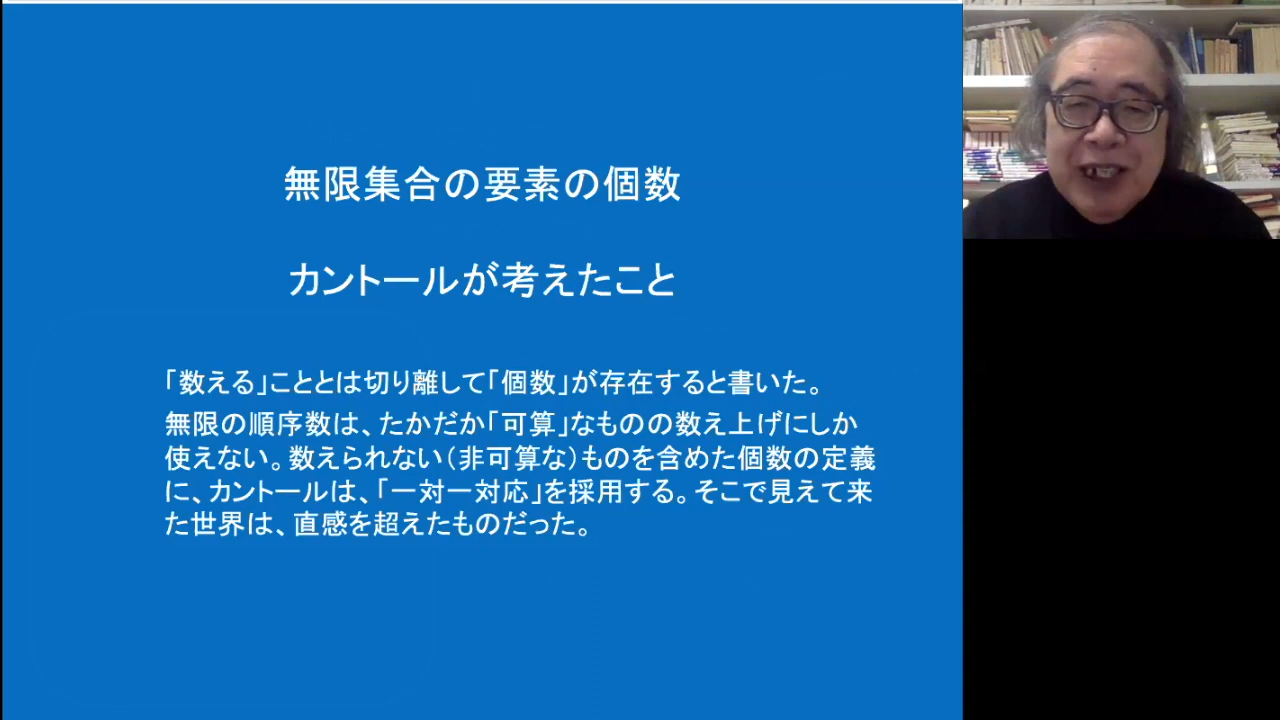 無限集合の要素の個数
カントールが考えたこと
「数える」こととは切り離して「個数」が存在すると書いた。
無限の順序数は、たかだか「可算」なものの数え上げにしか
使えない。数えられない（非可算な）ものを含めた個数の定義
に、カントールは、「一対一対応」を採用する。そこで見えて来
た世界は、直感を超えたものだった。